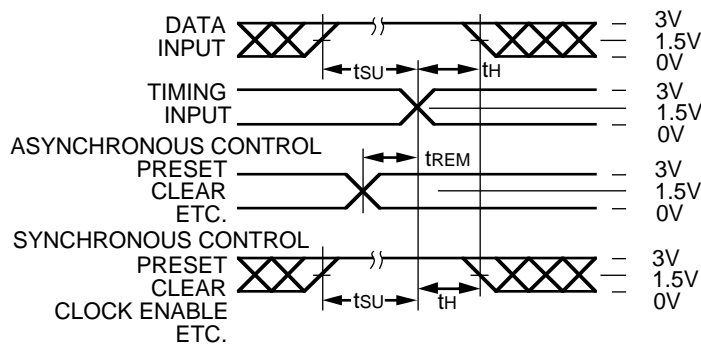 DATA
INPUT
3V
1.5V
0V
tSU
tH
TIMING
INPUT
3V
1.5V
0V
ASYNCHRONOUS CONTROL
PRESET
CLEAR
ETC.
tREM
3V
1.5V
0V
SYNCHRONOUS CONTROL
PRESET
CLEAR
CLOCK ENABLE
ETC.
3V
1.5V
0V
tSU
tH